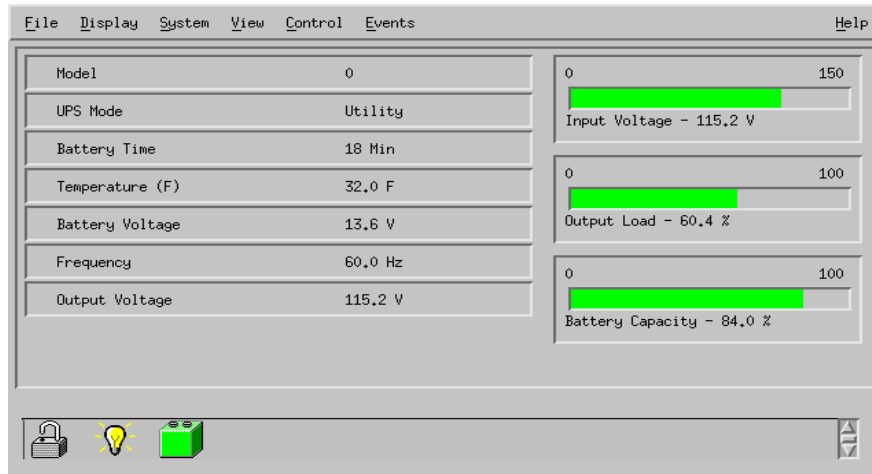 File Display System View Control Events Help
Model 0
UPS Mode Utility
Battery Time 18 Min
Temperature (F) 32.0 F
Battery Voltage 13.6 V
Frequency 60.0 Hz
Output Voltage 115.2 V
0 150
Input Voltage - 115.2 V
0 100
Output Load - 60.4 %
0 100
Battery Capacity - 84.0 %